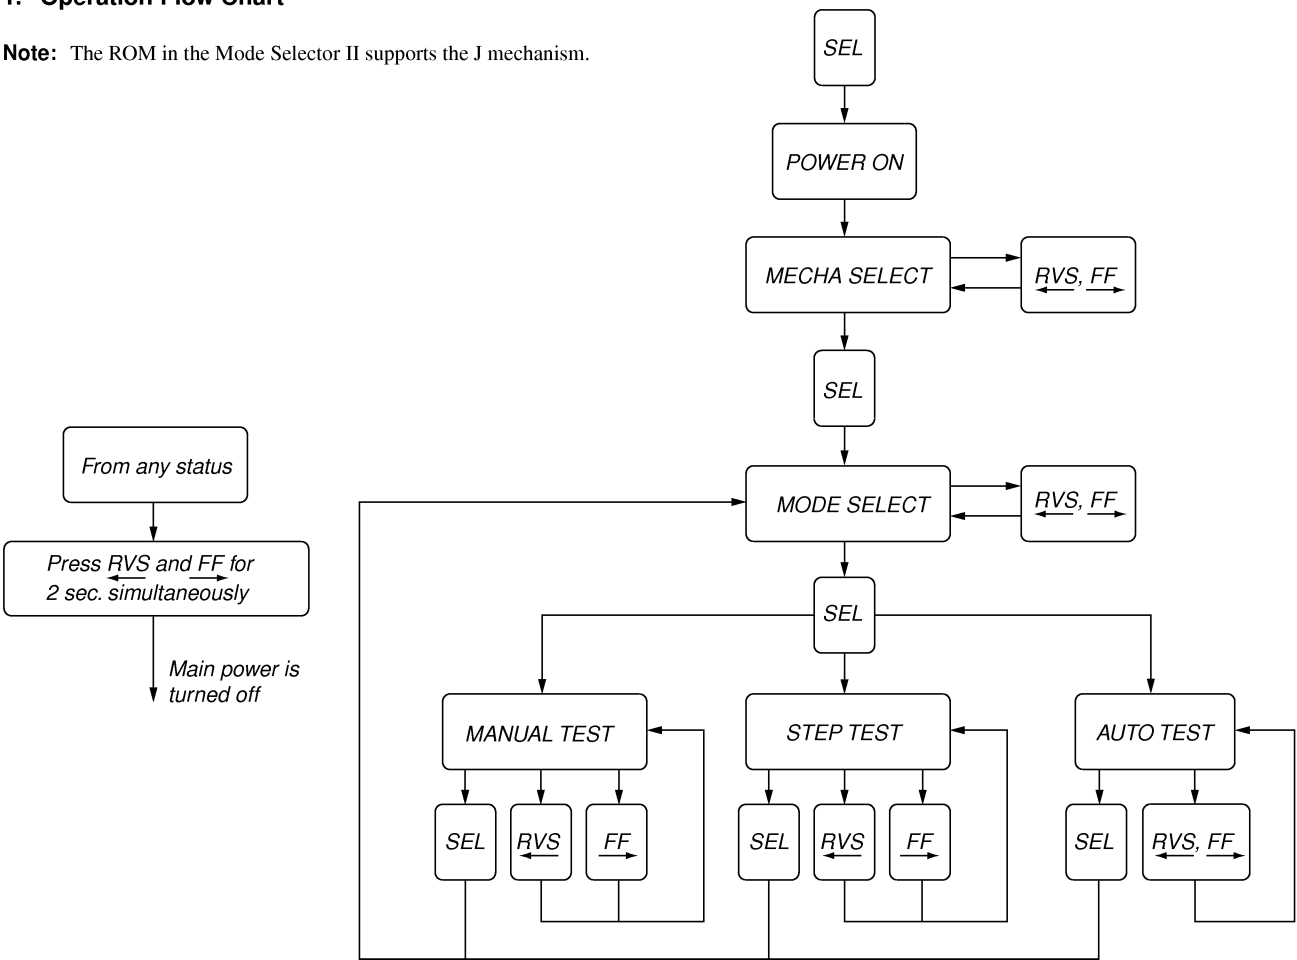 1. Operation Flow Chart
Note: The ROM in the Mode Selector II supports the J mechanism.
SEL
POWER ON
MECHA SELECT
RVS, FF
SEL
MODE SELECT
RVS, FF
From any status
Press RVS and FF for
2 sec. simultaneously
Main power is
turned off
SEL
MANUAL TEST
STEP TEST
AUTO TEST
SEL
RVS
FF
SEL
RVS
FF
SEL
RVS, FF